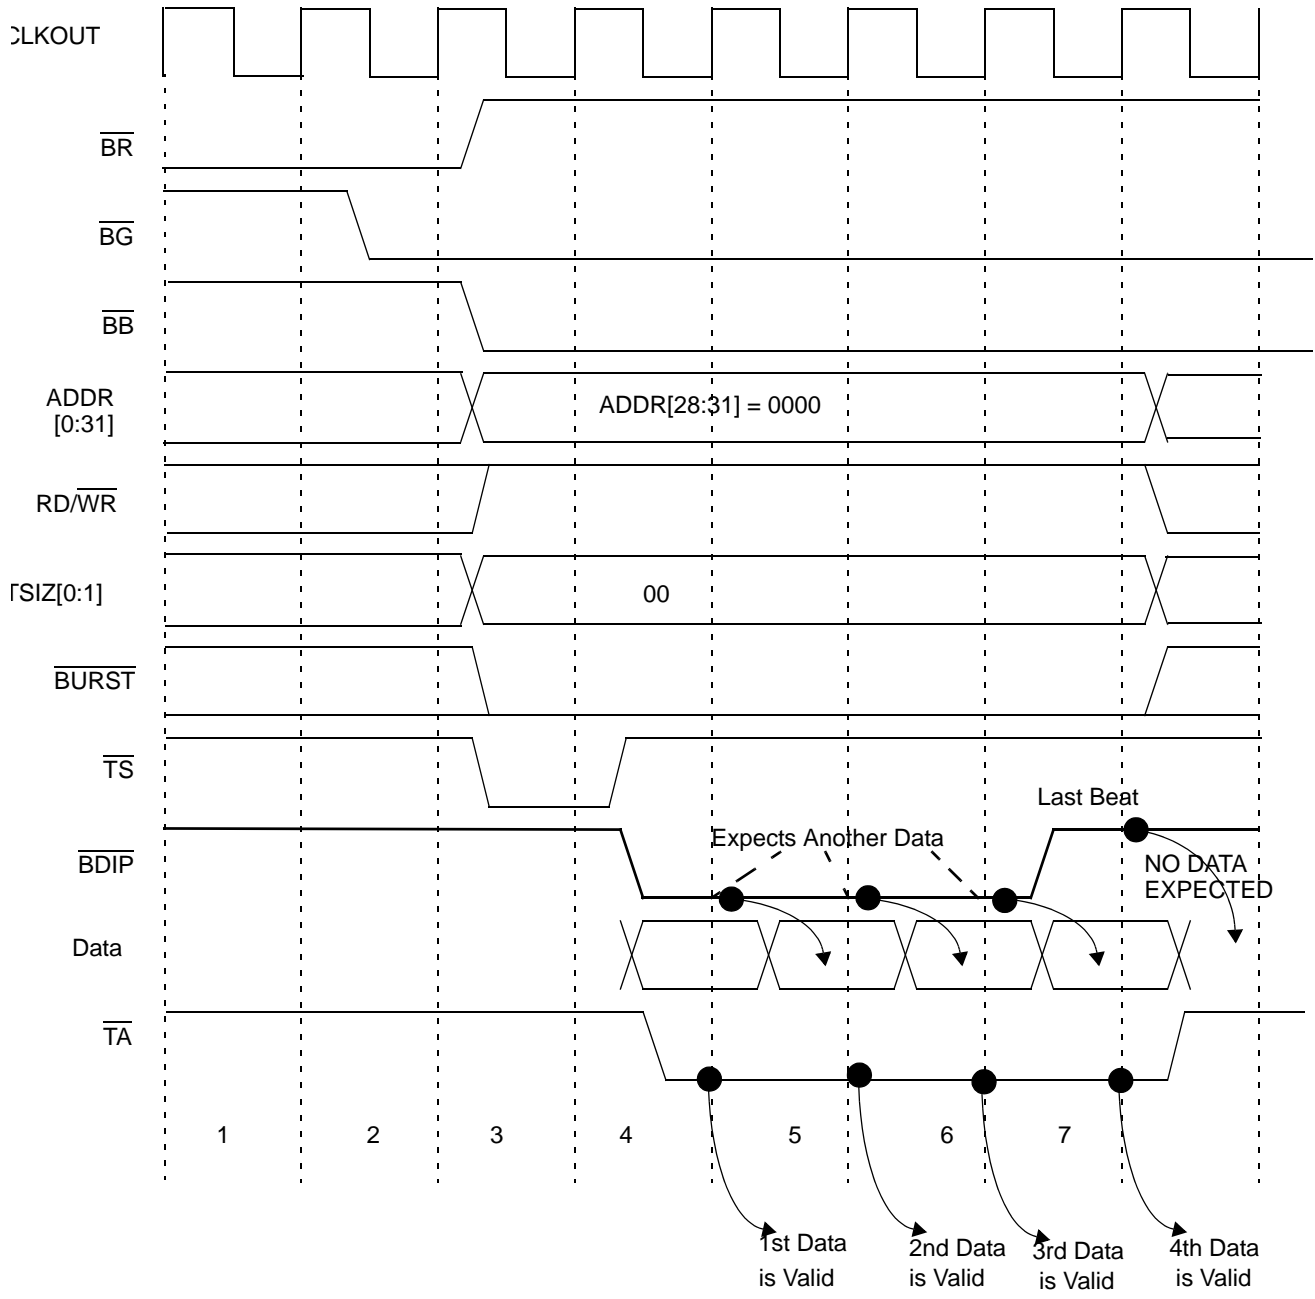 CLKOUT
BR
BG
BB
ADDR
[0:31]
ADDR[28:31] = 0000
RD/WR
TSIZ[0:1]
00
BURST
TS
Last Beat
BDIP
Expects Another Data
NO DATA
EXPECTED
Data
TA
1 2 3 4 5 6 7
1st Data
is Valid
2nd Data
is Valid
3rd Data
is Valid
4th Data
is Valid